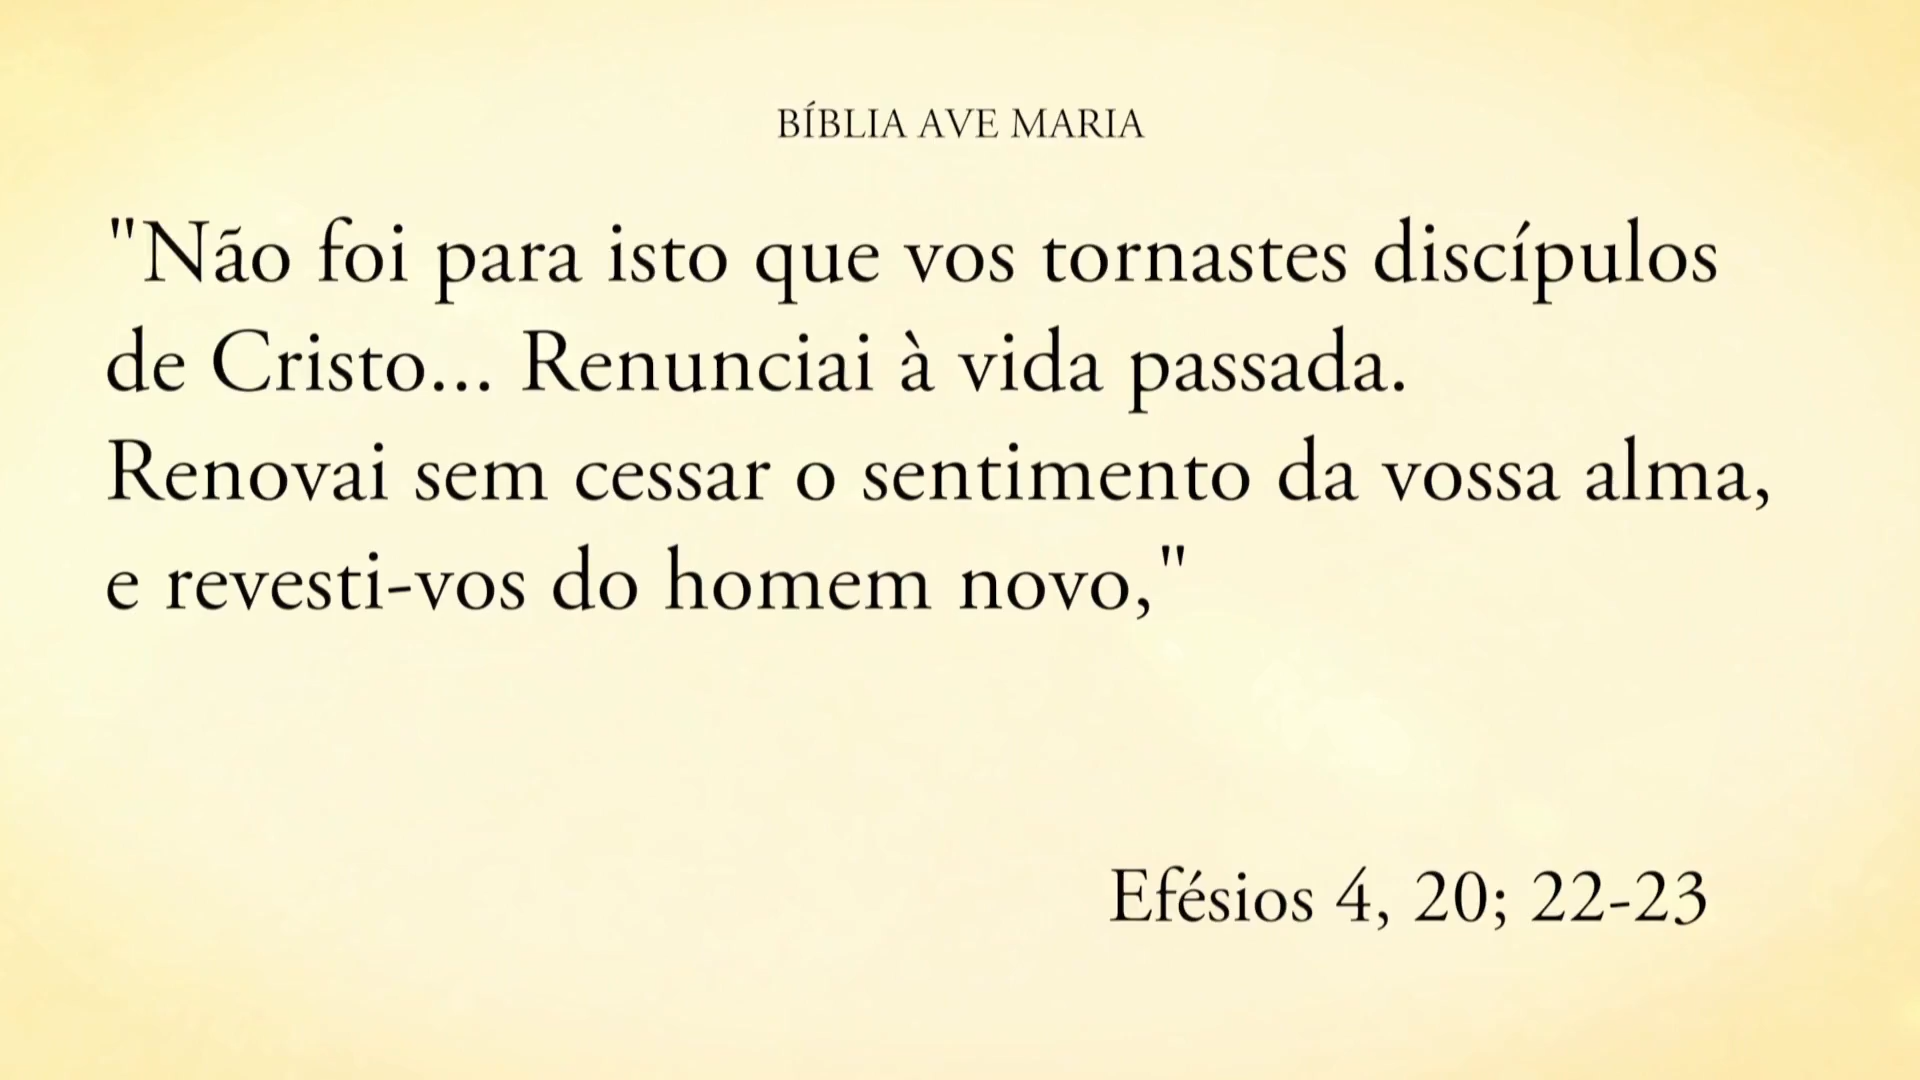 BÍBLIA AVE MARIA
"Não foi para isto que vos tornastes discípulos
de Cristo... Renunciai à vida passada.
Renovai sem cessar o sentimento da vossa alma,
e revesti-vos do homem novo,"
Efésios 4, 20; 22-23